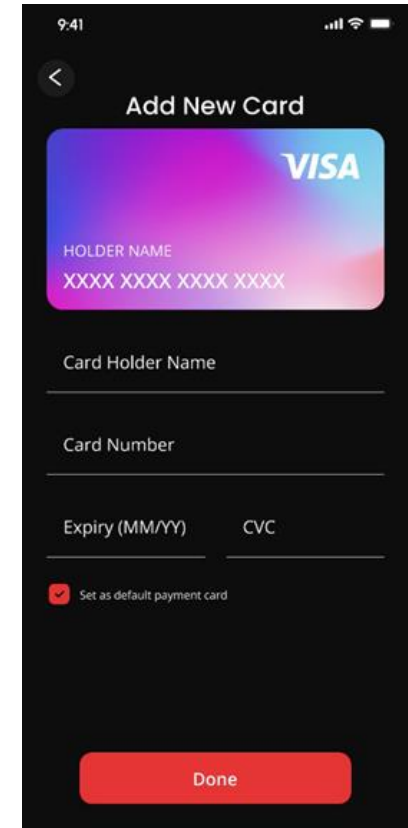 9:41
Add New Card
VISA
HOLDER NAME
XXXX XXXX XXXX XXXX
Card Holder Name
Card Number
Expiry (MM/YY) CVC
Set as default payment card
Done